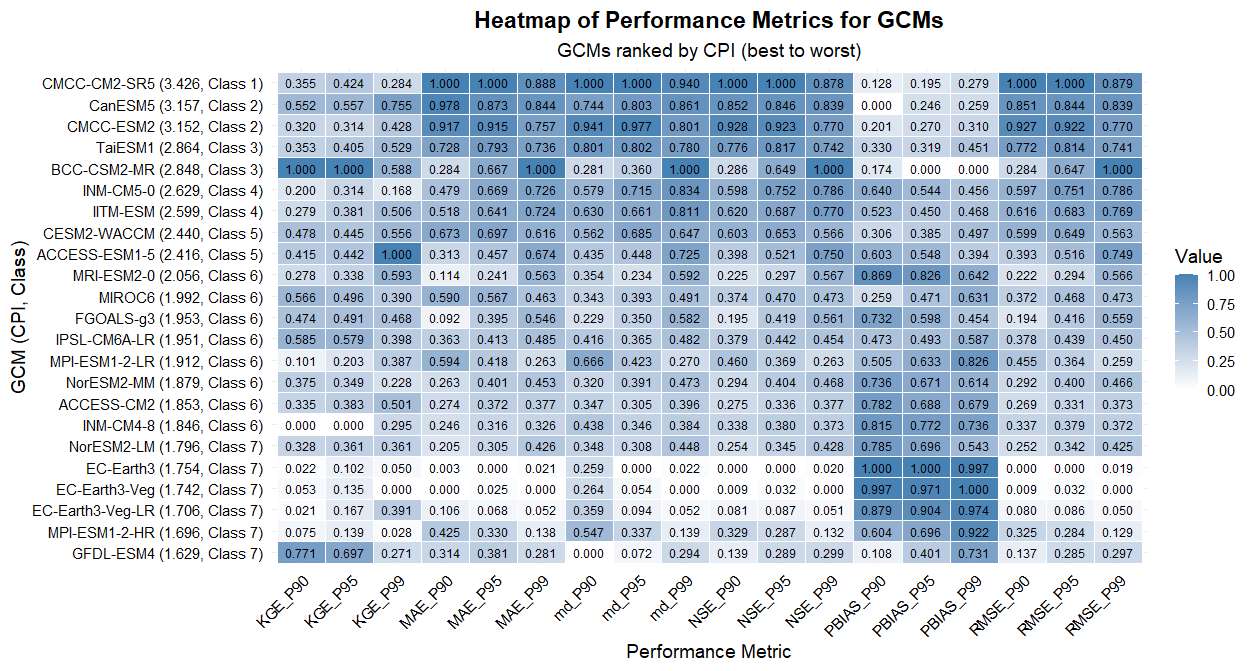 Heatmap of Performance Metrics for GCMs
GCMs ranked by CPI (best to worst)
GCM (CPI, Class)
CMCC-CM2-SR5 (3.426, Class 1) 0.355 0.424 0.284 1.000 1.000 0.888 1.000 1.000 0.940 1.000 1.000 0.878 0.128 0.195 0.279 1.000 1.000 0.879
CanESM5 (3.157, Class 2) 0.552 0.557 0.755 0.978 0.873 0.844 0.744 0.803 0.861 0.852 0.846 0.839 0.000 0.246 0.259 0.851 0.844 0.839
CMCC-ESM2 (3.152, Class 2) 0.320 0.314 0.428 0.917 0.915 0.757 0.941 0.977 0.801 0.928 0.923 0.770 0.201 0.270 0.310 0.927 0.922 0.770
TaiESM1 (2.864, Class 3) 0.353 0.405 0.529 0.728 0.793 0.736 0.801 0.802 0.780 0.776 0.817 0.742 0.330 0.319 0.451 0.772 0.814 0.741
BCC-CSM2-MR (2.848, Class 3) 1.000 1.000 0.588 0.284 0.667 1.000 0.281 0.360 1.000 0.286 0.649 1.000 0.174 0.000 0.000 0.284 0.647 1.000
INM-CM5-0 (2.629, Class 4) 0.200 0.314 0.168 0.479 0.669 0.726 0.579 0.715 0.834 0.598 0.752 0.786 0.640 0.544 0.456 0.597 0.751 0.786
IITM-ESM (2.599, Class 4) 0.279 0.381 0.506 0.518 0.641 0.724 0.630 0.661 0.811 0.620 0.687 0.770 0.523 0.450 0.468 0.616 0.683 0.769
CESM2-WACCM (2.440, Class 5) 0.478 0.445 0.556 0.673 0.697 0.616 0.562 0.685 0.647 0.603 0.653 0.566 0.306 0.385 0.497 0.599 0.649 0.563
ACCESS-ESM1-5 (2.416, Class 5) 0.415 0.442 1.000 0.313 0.457 0.674 0.435 0.448 0.725 0.398 0.521 0.750 0.603 0.548 0.394 0.393 0.516 0.749
MRI-ESM2-0 (2.056, Class 6) 0.278 0.338 0.593 0.114 0.241 0.563 0.354 0.234 0.592 0.225 0.297 0.567 0.869 0.826 0.642 0.222 0.294 0.566
MIROC6 (1.992, Class 6) 0.566 0.496 0.390 0.590 0.567 0.463 0.343 0.393 0.491 0.374 0.470 0.473 0.259 0.471 0.631 0.372 0.468 0.473
FGOALS-g3 (1.953, Class 6) 0.474 0.491 0.468 0.092 0.395 0.546 0.229 0.350 0.582 0.195 0.419 0.561 0.732 0.598 0.454 0.194 0.416 0.559
IPSL-CM6A-LR (1.951, Class 6) 0.585 0.579 0.398 0.363 0.413 0.485 0.416 0.365 0.482 0.379 0.442 0.454 0.473 0.493 0.587 0.378 0.439 0.450
MPI-ESM1-2-LR (1.912, Class 6) 0.101 0.203 0.387 0.594 0.418 0.263 0.666 0.423 0.270 0.460 0.369 0.263 0.505 0.633 0.826 0.456 0.364 0.259
NorESM2-MM (1.879, Class 6) 0.375 0.349 0.228 0.263 0.401 0.453 0.320 0.391 0.473 0.294 0.404 0.468 0.736 0.671 0.614 0.292 0.400 0.466
ACCESS-CM2 (1.853, Class 6) 0.335 0.383 0.501 0.274 0.372 0.377 0.347 0.305 0.396 0.275 0.336 0.377 0.782 0.688 0.679 0.269 0.331 0.373
INM-CM4-8 (1.846, Class 6) 0.000 0.000 0.295 0.246 0.316 0.326 0.438 0.346 0.384 0.338 0.380 0.373 0.815 0.772 0.736 0.337 0.379 0.372
NorESM2-LM (1.796, Class 7) 0.328 0.361 0.361 0.205 0.305 0.426 0.348 0.308 0.448 0.254 0.345 0.428 0.785 0.696 0.543 0.252 0.342 0.425
EC-Earth3 (1.754, Class 7) 0.022 0.102 0.050 0.003 0.000 0.021 0.259 0.000 0.022 0.000 0.000 0.020 1.000 1.000 0.997 0.000 0.000 0.019
EC-Earth3-Veg (1.742, Class 7) 0.053 0.135 0.000 0.000 0.025 0.000 0.264 0.054 0.000 0.009 0.032 0.000 0.997 0.971 1.000 0.009 0.032 0.000
EC-Earth3-Veg-LR (1.706, Class 7) 0.021 0.167 0.391 0.106 0.068 0.052 0.359 0.094 0.052 0.081 0.087 0.051 0.879 0.904 0.974 0.080 0.086 0.050
MPI-ESM1-2-HR (1.696, Class 7) 0.075 0.139 0.028 0.425 0.330 0.138 0.547 0.337 0.139 0.329 0.287 0.132 0.604 0.696 0.922 0.325 0.284 0.129
GFDL-ESM4 (1.629, Class 7) 0.771 0.697 0.271 0.314 0.381 0.281 0.000 0.072 0.294 0.139 0.289 0.299 0.108 0.401 0.731 0.137 0.285 0.297
KGE_P90 KGE_P95 KGE_P99 MAE_P90 MAE_P95 MAE_P99 md_P90 md_P95 md_P99 NSE_P90 NSE_P95 NSE_P99 PBIAS_P90 PBIAS_P95 PBIAS_P99 RMSE_P90 RMSE_P95 RMSE_P99
Performance Metric
Value
1.00
0.75
0.50
0.25
0.00